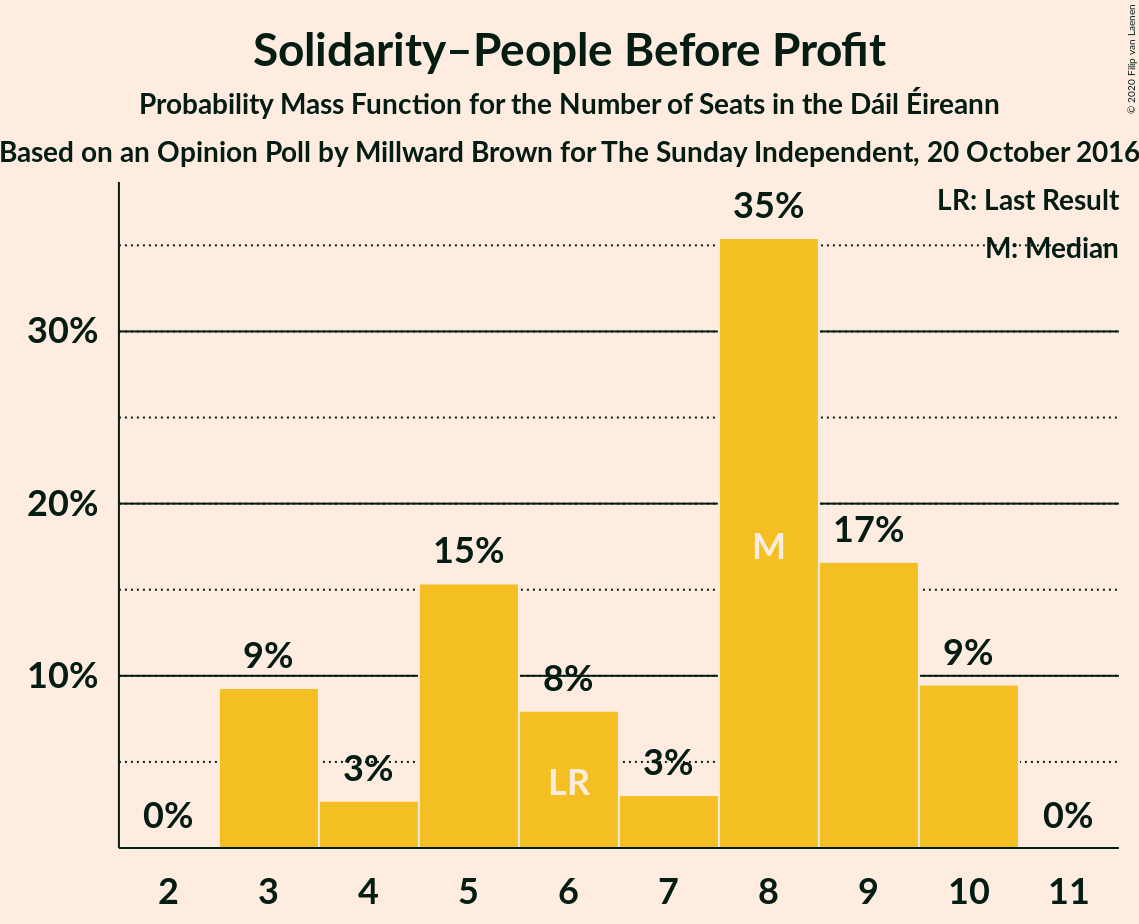 Solidarity–People Before Profit
Probability Mass Function for the Number of Seats in the Dáil Éireann
Based on an Opinion Poll by Millward Brown for The Sunday Independent, 20 October 2016
© 2020 Filip van Laenen
LR: Last Result
M: Median
35%
30%
20%
17%
M
15%
10%
9%
8%
9%
3%
LR
3%
0%
0%
2 3 4 5 6 7 8 9 10 11